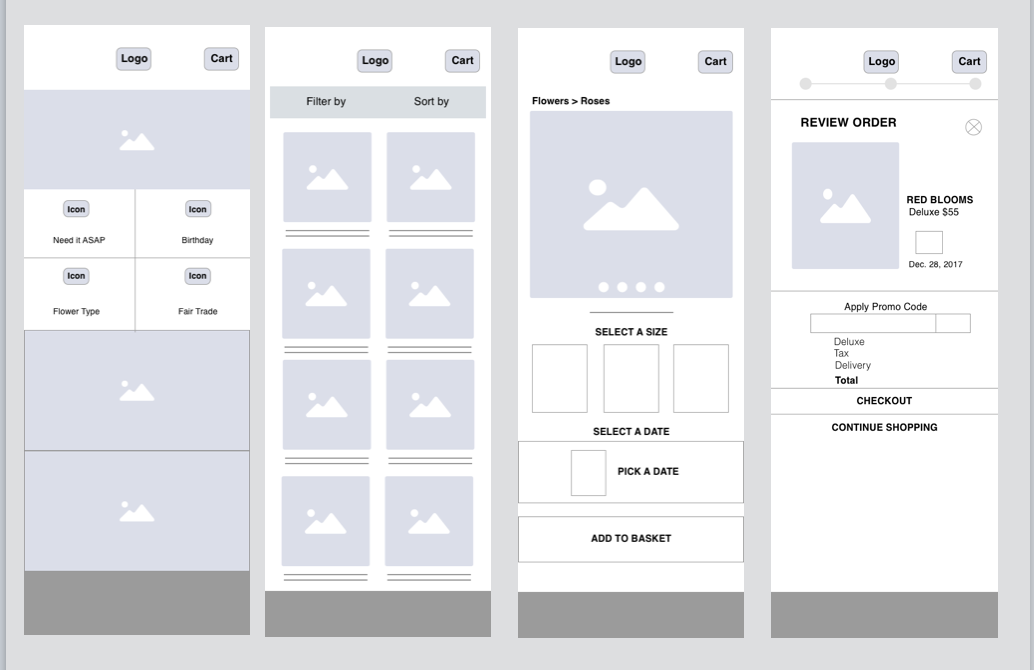 Logo
Cart
Icon
Icon
Need it ASAP
Birthday
Icon
Icon
Flower Type
Fair Trade
Logo
Cart
Filter by
Sort by
Logo
Cart
Flowers > Roses
SELECT A SIZE
SELECT A DATE
PICK A DATE
ADD TO BASKET
Logo
Cart
REVIEW ORDER
RED BLOOMS
Deluxe $55
Dec. 28, 2017
Apply Promo Code
Deluxe
Tax
Delivery
Total
CHECKOUT
CONTINUE SHOPPING